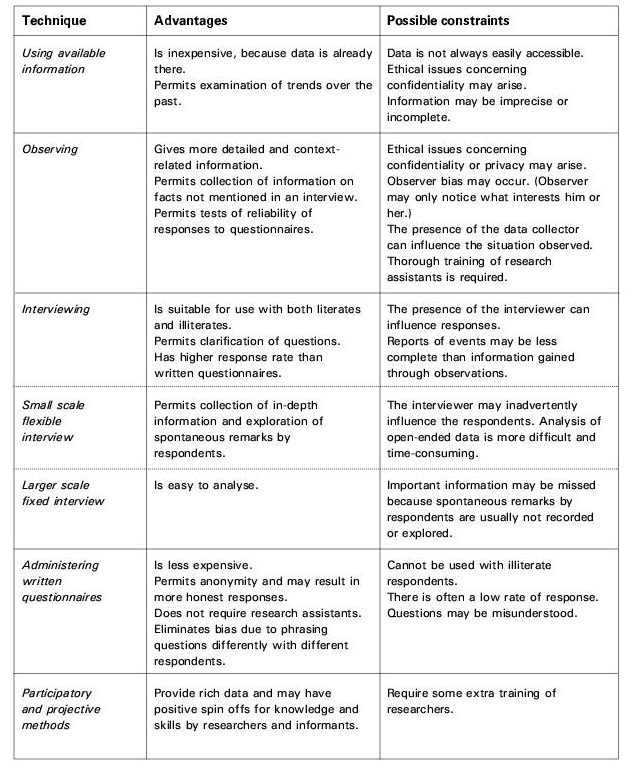 Technique
Advantages
Possible constraints
Using available
information
Is inexpensive, because data is already
there.
Permits examination of trends over the
past.
Data is not always easily accessible.
Ethical issues concerning
confidentiality may arise.
Information may be imprecise or
incomplete.
Observing
Gives more detailed and context-
related information.
Permits collection of information on
facts not mentioned in an interview.
Permits tests of reliability of
responses to questionnaires.
Ethical issues concerning
confidentiality or privacy may arise.
Observer bias may occur. (Observer
may only notice what interests him or
her.)
The presence of the data collector
can influence the situation observed.
Thorough training of research
assistants is required.
Interviewing
Is suitable for use with both literates
and illiterates.
Permits clarification of questions.
Has higher response rate than
written questionnaires.
The presence of the interviewer can
influence responses.
Reports of events may be less
complete than information gained
through observations.
Small scale
flexible
interview
Permits collection of in-depth
information and exploration of
spontaneous remarks by
respondents.
The interviewer may inadvertently
influence the respondents. Analysis of
open-ended data is more difficult and
time-consuming.
Larger scale
fixed interview
Is easy to analyse.
Important information may be missed
because spontaneous remarks by
respondents are usually not recorded
or explored.
Administering
written
questionnaires
Is less expensive.
Permits anonymity and may result in
more honest responses.
Does not require research assistants.
Eliminates bias due to phrasing
questions differently with different
respondents.
Cannot be used with illiterate
respondents.
There is often a low rate of response.
Questions may be misunderstood.
Participatory
and projective
methods
Provide rich data and may have
positive spin offs for knowledge and
skills by researchers and informants.
Require some extra training of
researchers.